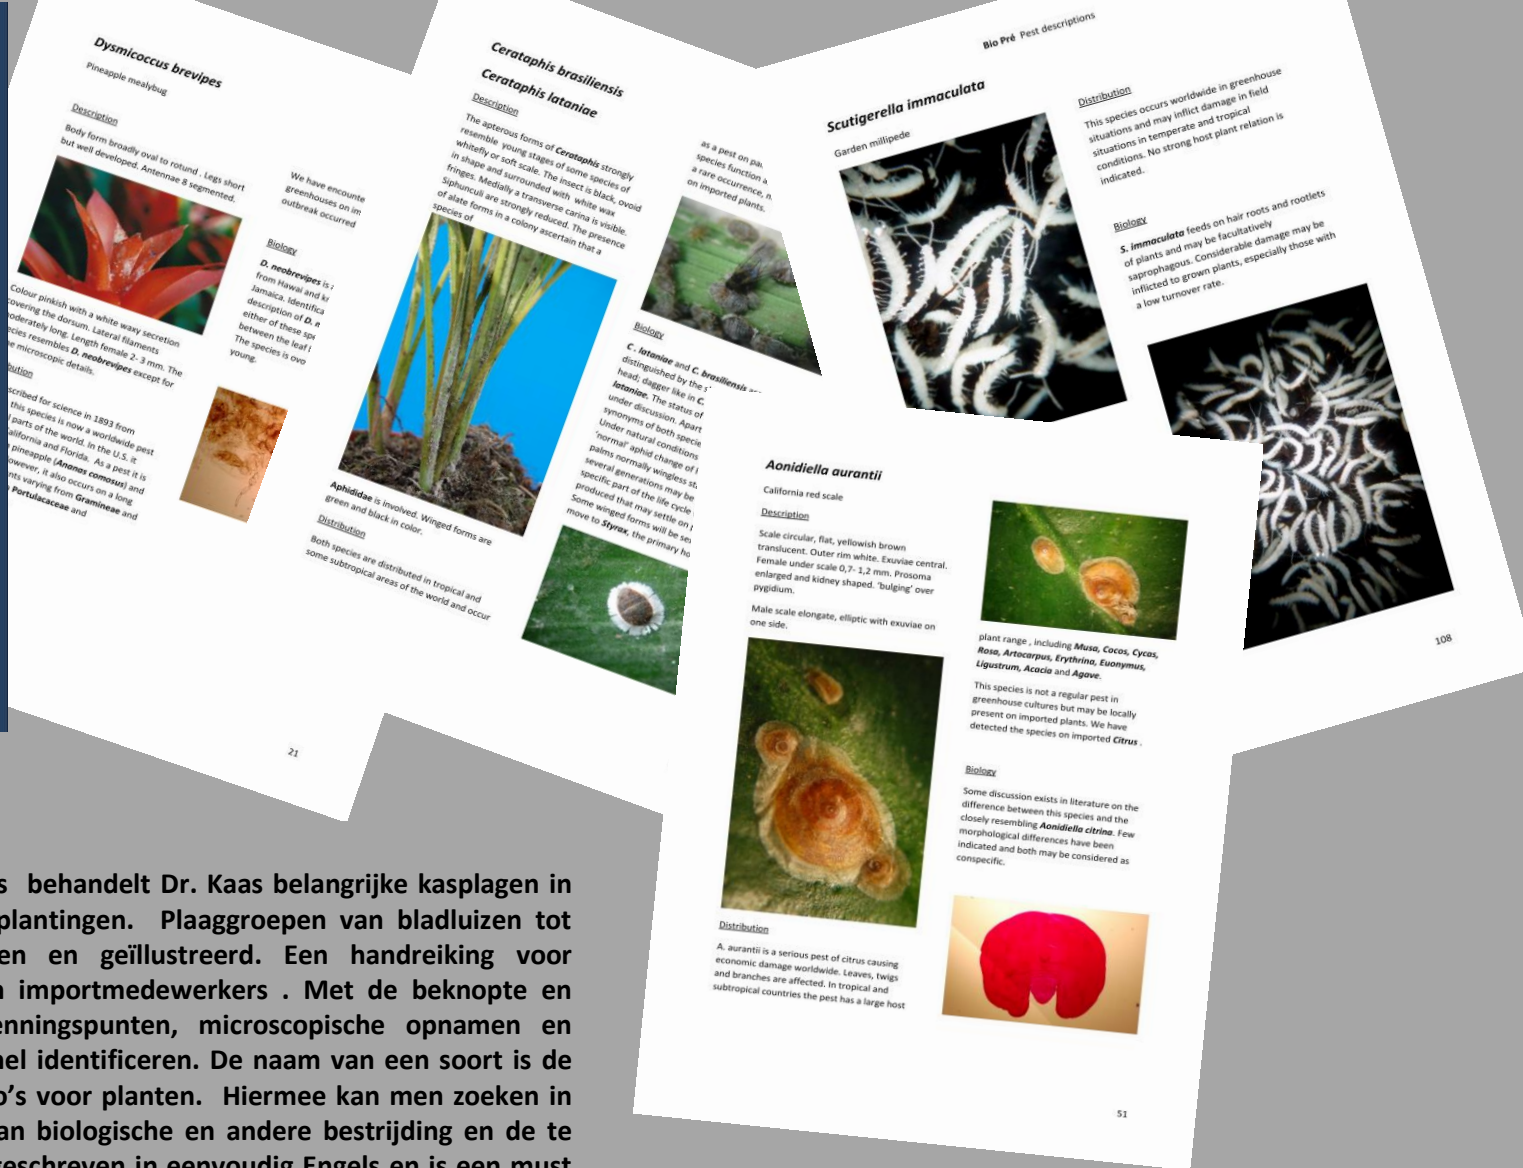 Dysmicoccus brevipes
Pineapple mealybug
Description
Body form broadly oval to rotund . Legs short
but well developed. Antennae 8 segmented.
Colour pinkish with a white waxy secretion
covering the dorsum. Lateral filaments
moderately long. Length female 2- 3 mm. The
ecies resembles D. neobrevipes except for
e microscopic details.
bution
scribed for science in 1893 from
this species is now a worldwide pest
l parts of the world. In the U.S. it
alifornia and Florida. As a pest it is
pineapple (Ananas comosus) and
owever, it also occurs on a long
nts varying from Gramineae and
Portulacaceae and
We have encounte
greenhouses on im
outbreak occurred
Biology
D. neobrevipes is
from Hawai and
Jamaica. Identifica
description of D.
either of these spe
between the leaf
The species is ovo
young.
21
Cerataphis brasiliensis
Cerataphis lataniae
Description
The apterous forms of Cerataphis strongly
resemble young stages of some species of
whitefly or soft scale. The insect is black, ovoid
in shape and surrounded with white wax
fringes. Medially a transverse carina is visible.
Siphunculi are strongly reduced. The presence
of alate forms in a colony ascertain that a
species of
Aphididae is involved. Winged forms are
green and black in color.
Distribution
Both species are distributed in tropical and
some subtropical areas of the world and occur
as a pest on
species function
a rare occurrence,
on imported plants.
Biology
C . lataniae and C. brasiliensis
distinguished by the
head; dagger like in C.
lataniae. The status of
under discussion. Apart
synonyms of both specie
Under natural conditions
'normal' aphid change of
palms normally wingless
several generations may be
specific part of the life cycle
produced that may settle on
Some winged forms will be
move to Styrax, the primary
Bio Pré Pest descriptions
Scutigerella immaculata
Garden millipede
Distribution
This species occurs worldwide in greenhouse
situations and may inflict damage in field
situations in temperate and tropical
conditions. No strong host plant relation is
indicated.
Biology
S. immaculata feeds on hair roots and rootlets
of plants and may be facultatively
saprophagous. Considerable damage may be
inflicted to grown plants, especially those with
a low turnover rate.
108
Aonidiella aurantii
California red scale
Description
Scale circular, flat, yellowish brown
translucent. Outer rim white. Exuviae central.
Female under scale 0,7- 1,2 mm. Prosoma
enlarged and kidney shaped. 'bulging' over
pygidium.
Male scale elongate, elliptic with exuviae on
one side.
Distribution
A. aurantii is a serious pest of citrus causing
economic damage worldwide. Leaves, twigs
and branches are affected. In tropical and
subtropical countries the pest has a large host
plant range , including Musa, Cocos, Cycas,
Rosa, Artocarpus, Erythrina, Euonymus,
Ligustrum, Acacia and Agave.
This species is not a regular pest in
greenhouse cultures but may be locally
present on imported plants. We have
detected the species on imported Citrus .
Biology
Some discussion exists in literature on the
difference between this species and the
closely resembling Aonidiella citrina. Few
morphological differences have been
indicated and both may be considered as
conspecific.
51
s behandelt Dr. Kaas belangrijke kasplagen in
plantingen. Plaaggroepen van bladluizen tot
en en geïllustreerd. Een handreiking voor
n importmedewerkers . Met de beknopte en
enningspunten, microscopische opnamen en
nel identificeren. De naam van een soort is de
o's voor planten. Hiermee kan men zoeken in
an biologische en andere bestrijding en de te
geschreven in eenvoudig Engels en is een must